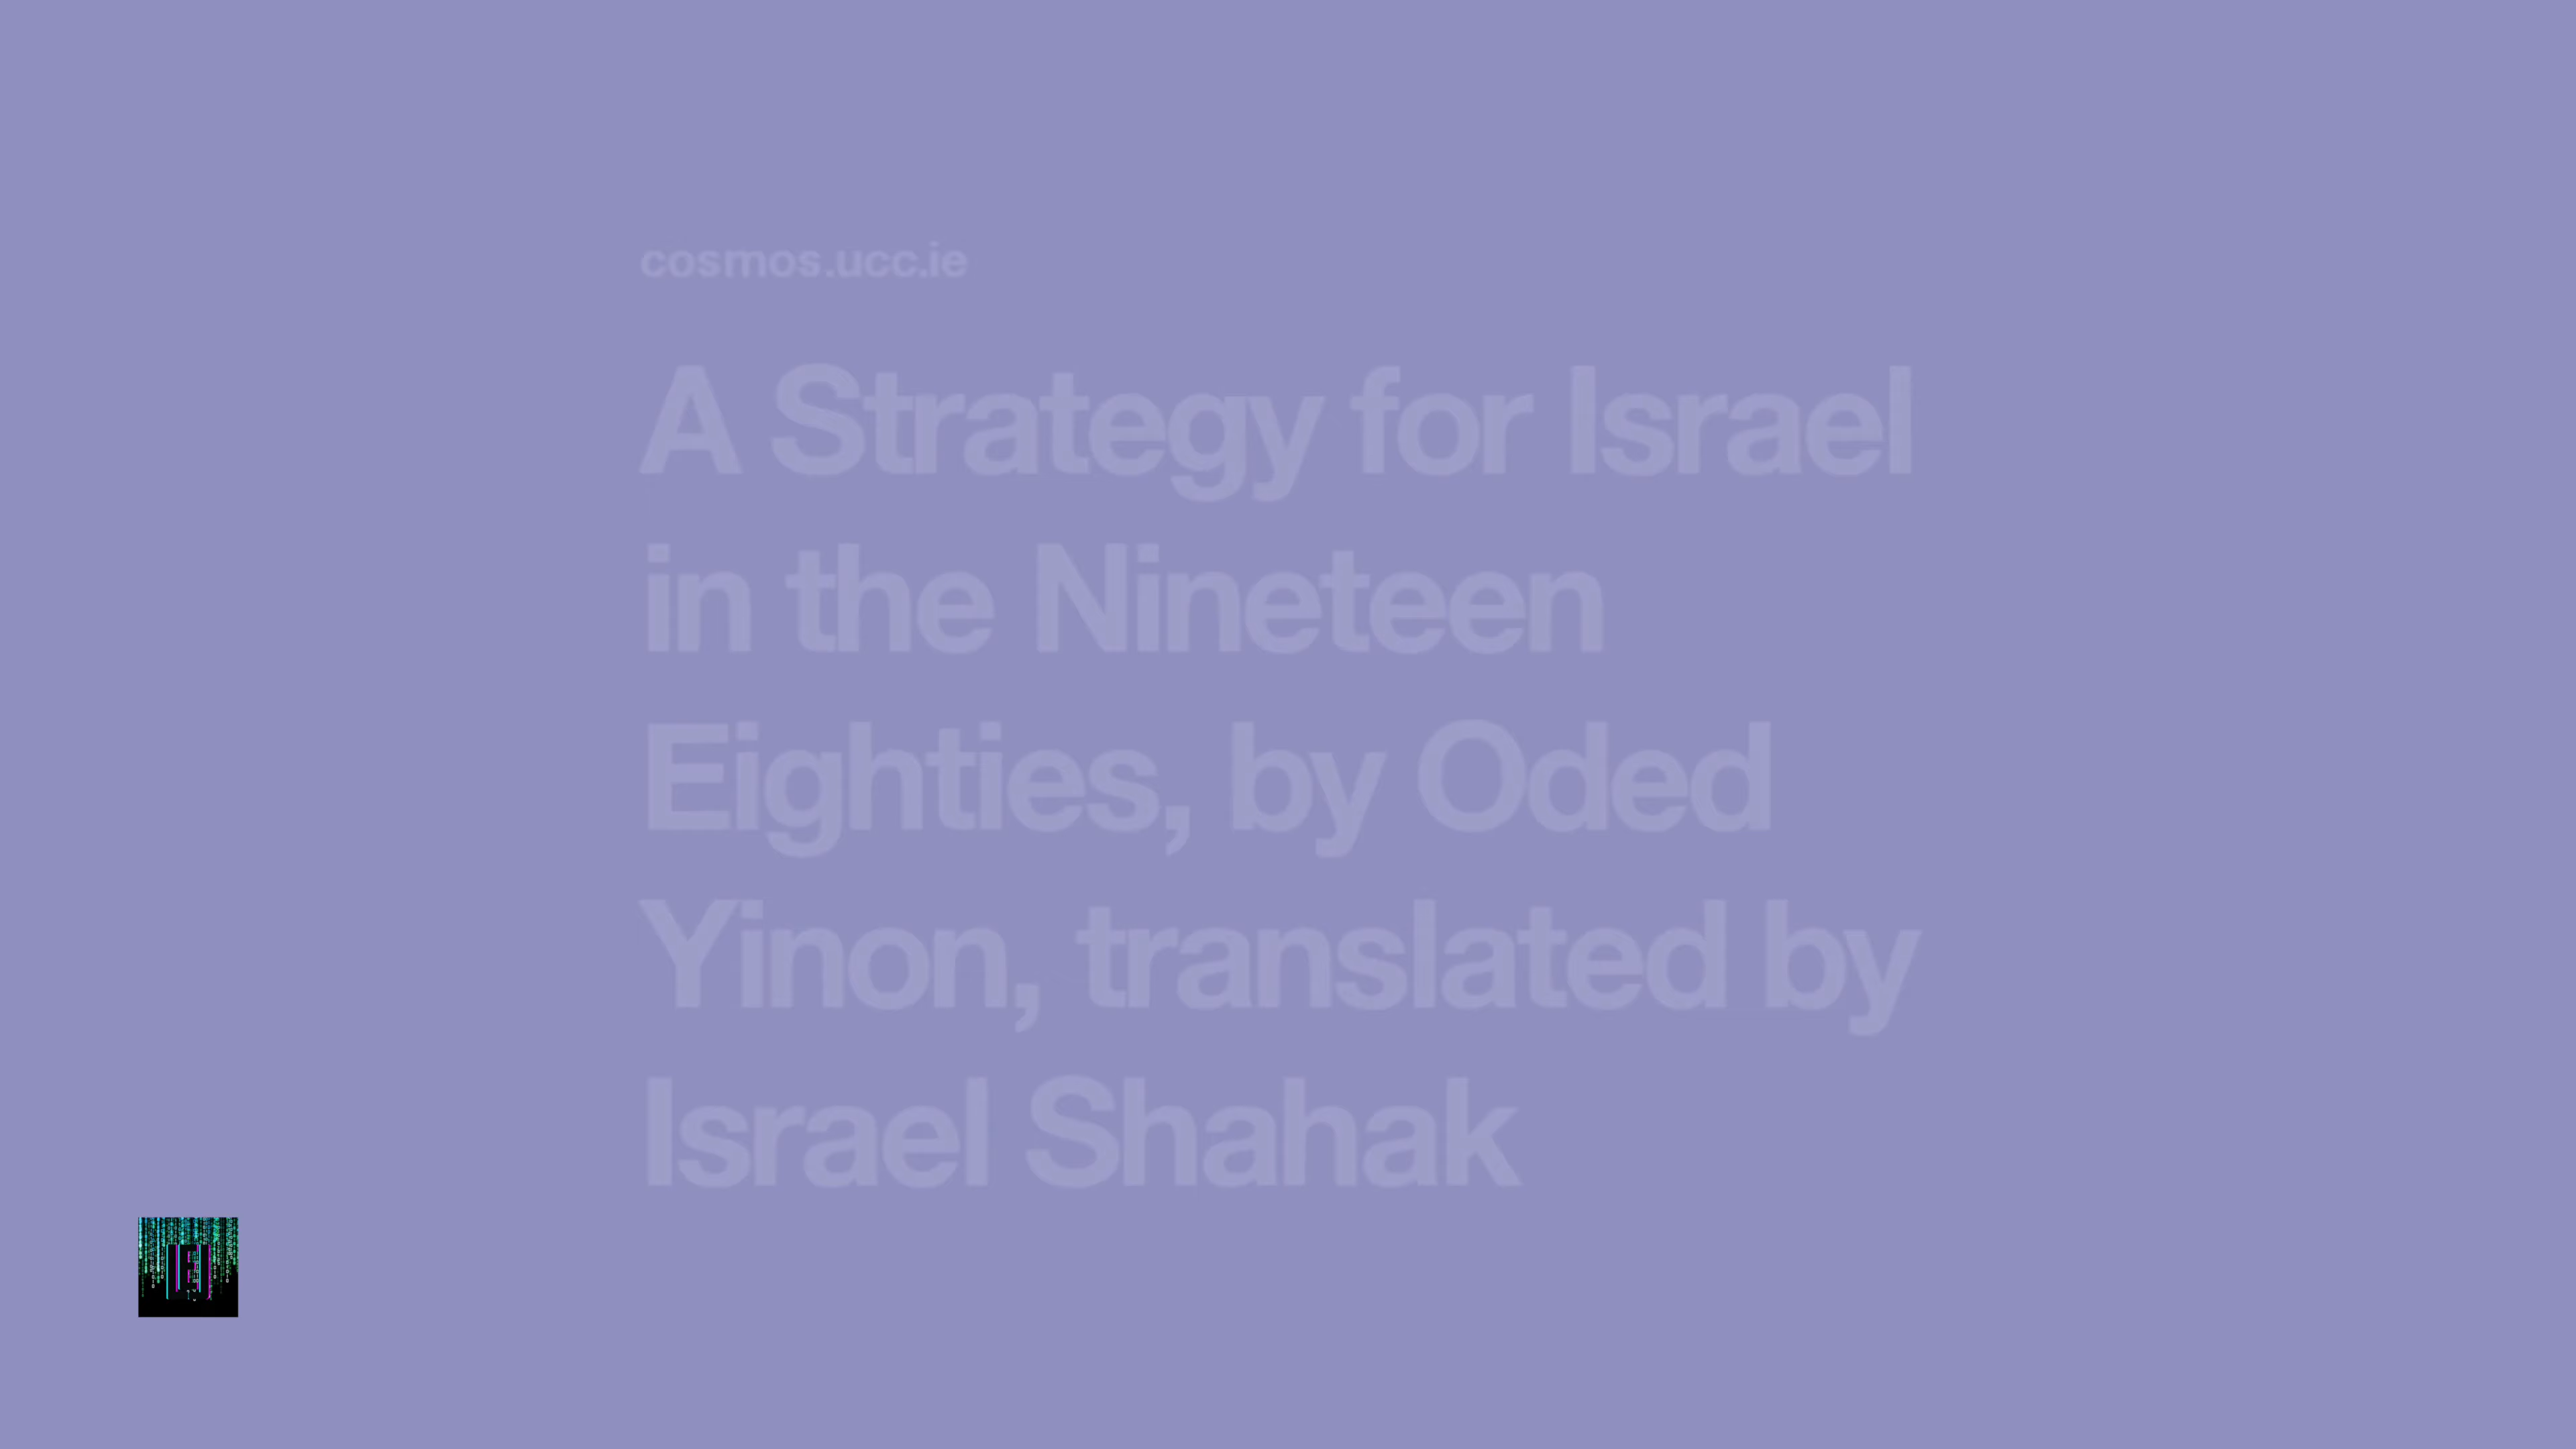 cosmos.ucc.ie
A Strategy for Israel
in the Nineteen
Eighties, by Oded
Yinon, translated by
Israel Shahak